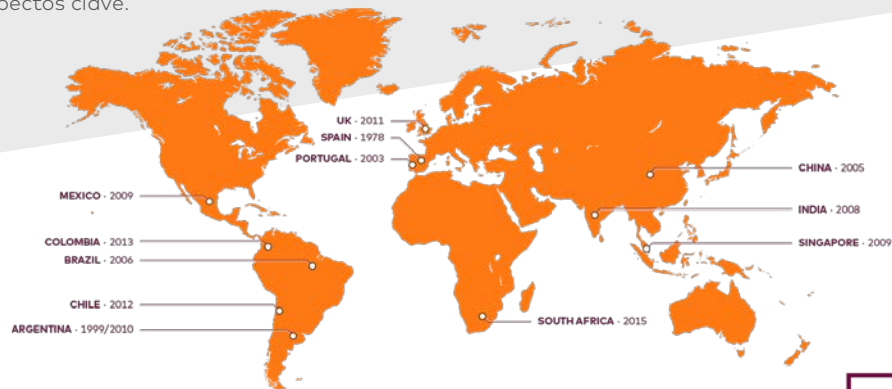 pectos clave.
UK · 2011
SPAIN · 1978
PORTUGAL · 2003
CHINA · 2005
MEXICO · 2009
INDIA · 2008
COLOMBIA · 2013
SINGAPORE · 2009
BRAZIL · 2006
CHILE · 2012
SOUTH AFRICA · 2015
ARGENTINA · 1999/2010